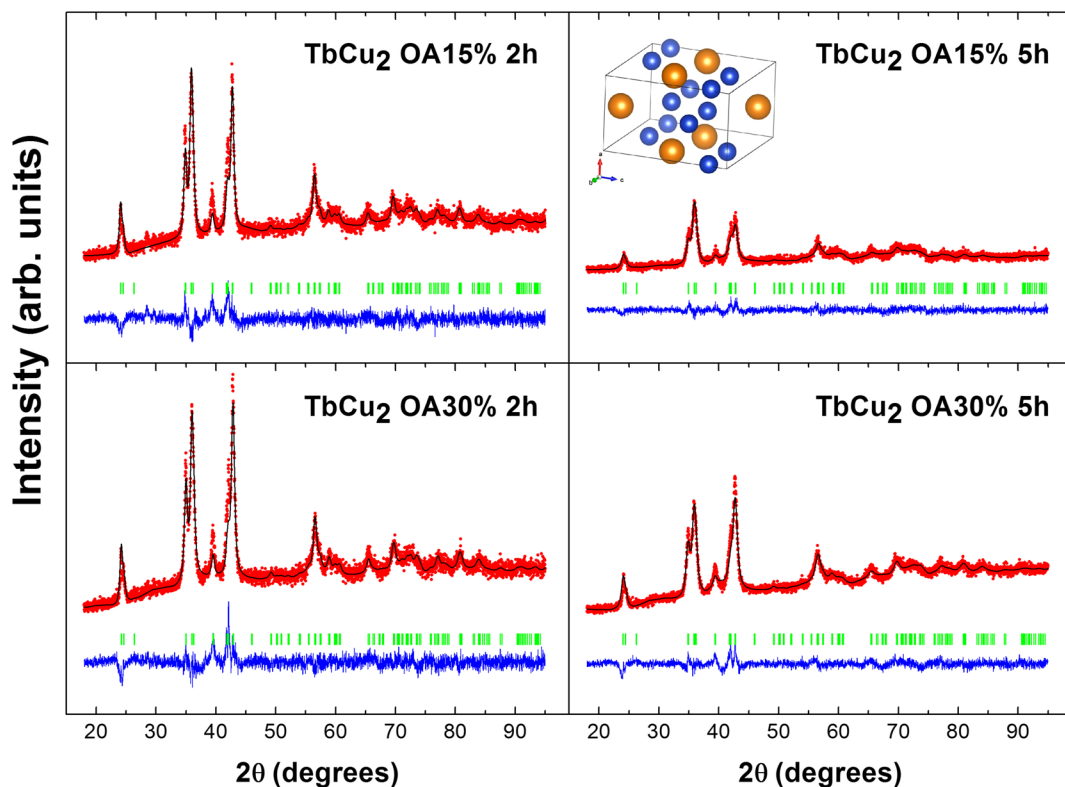 TbCu₂ OA15% 2h
TbCu₂ OA15% 5h
a
b
c
TbCu₂ OA30% 2h
TbCu₂ OA30% 5h
Intensity (arb. units)
20 30 40 50 60 70 80 90
20 30 40 50 60 70 80 90
2θ (degrees)
2θ (degrees)